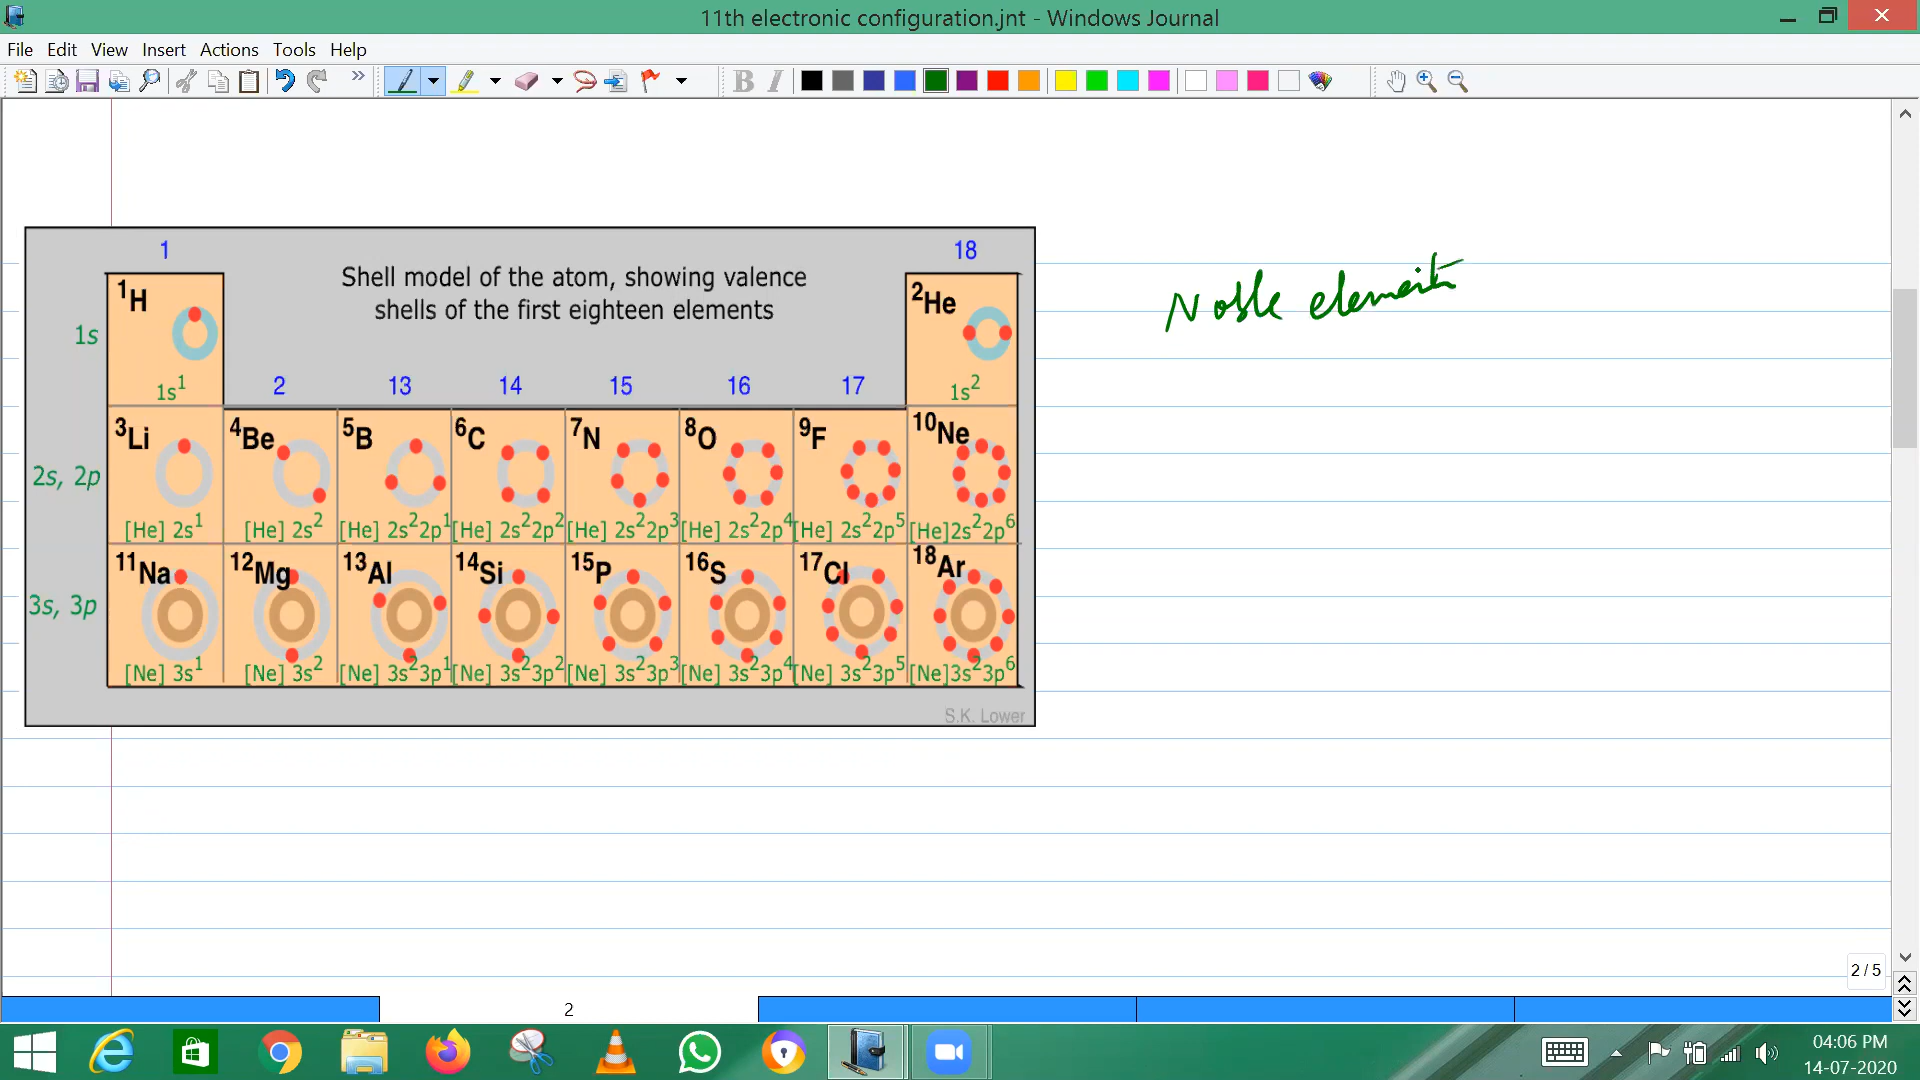 11th electronic configuration.jnt - Windows Journal
File Edit View Insert Actions Tools Help
B I
1 18
Shell model of the atom, showing valence
shells of the first eighteen elements
1H 2He
1s
1s1 1s2
2 13 14 15 16 17
3Li 4Be 5B 6C 7N 8O 9F 10Ne
2s, 2p
[He] 2s1 [He] 2s2 [He] 2s22p1 [He] 2s22p2 [He] 2s22p3 [He] 2s22p4 [He] 2s22p5 [He]2s22p6
11Na 12Mg 13Al 14Si 15P 16S 17Cl 18Ar
3s, 3p
[Ne] 3s1 [Ne] 3s2 [Ne] 3s23p1 [Ne] 3s23p2 [Ne] 3s23p3 [Ne] 3s23p4 [Ne] 3s23p5 [Ne]3s23p6
S.K. Lower
Noble elements
2 / 5
2
04:06 PM
14-07-2020